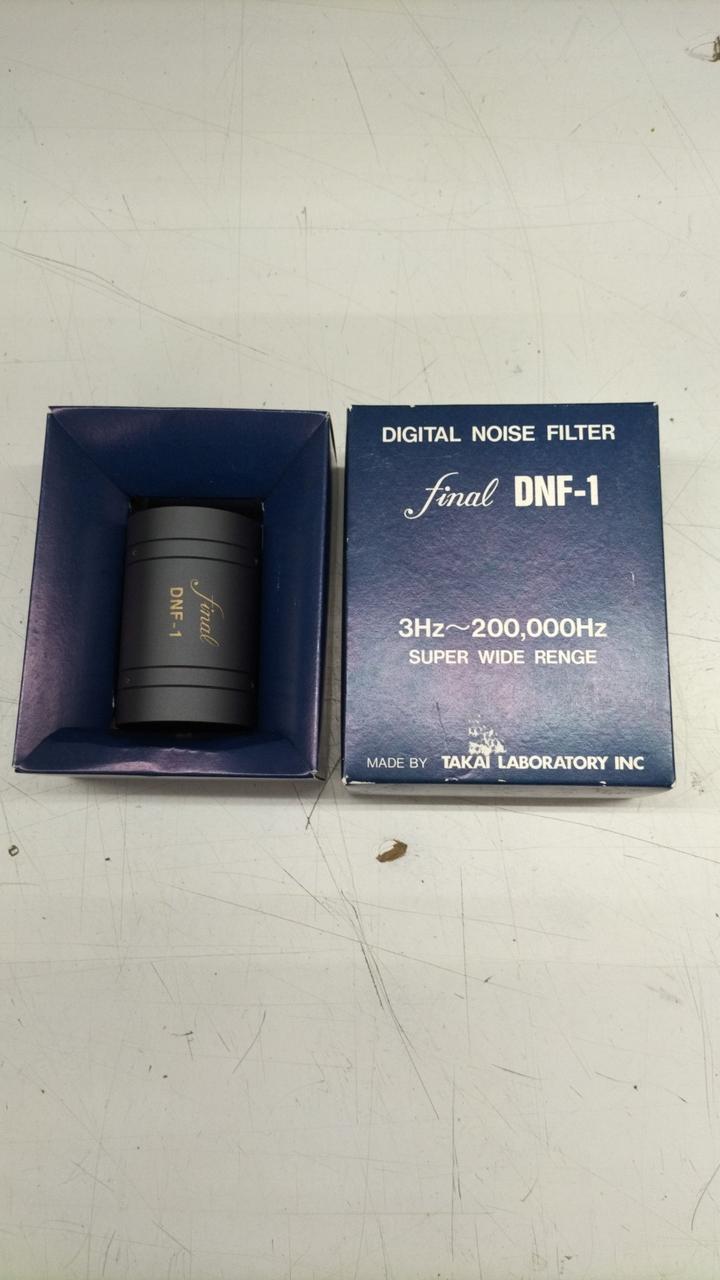 final
DNF-1
DIGITAL NOISE FILTER
final DNF-1
3Hz～200,000Hz
SUPER WIDE RENGE
MADE BY TAKAI LABORATORY INC